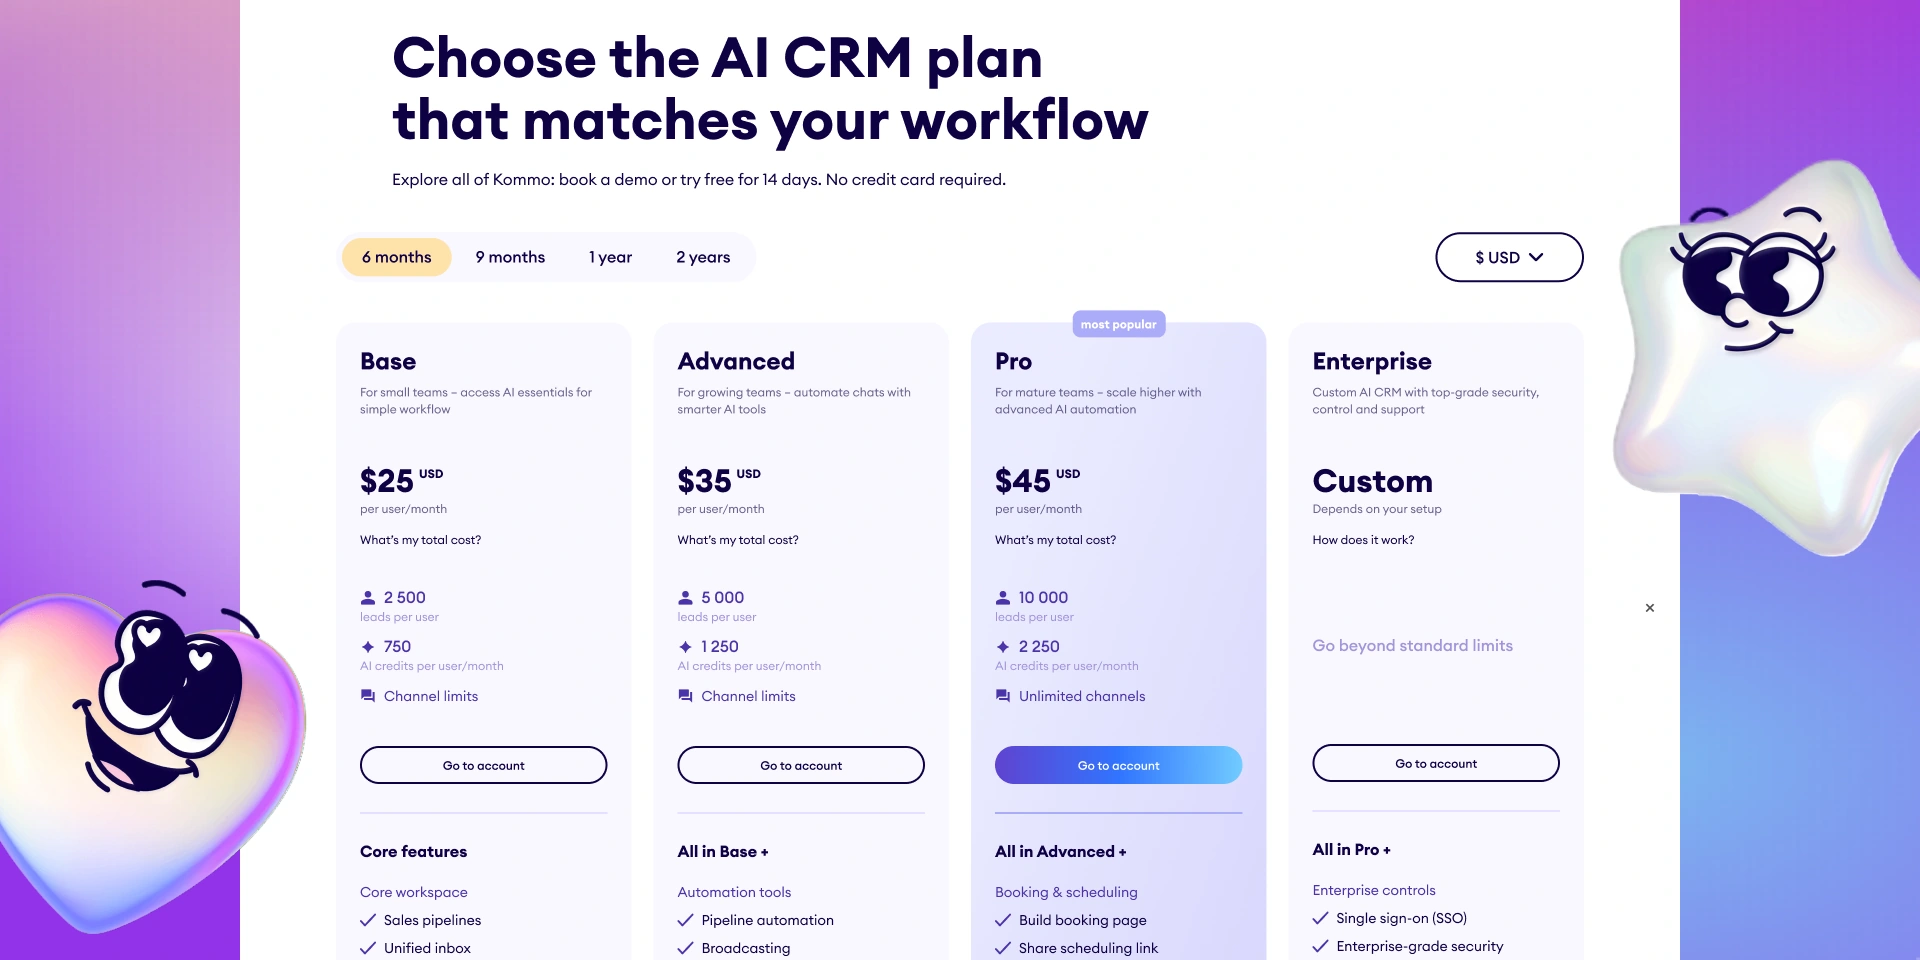 Choose the AI CRM plan
that matches your workflow
Explore all of Kommo: book a demo or try free for 14 days. No credit card required.
6 months
9 months
1 year
2 years
$ USD
Base
For small teams – access AI essentials for
simple workflow
$25 USD
per user/month
What's my total cost?
2 500
leads per user
750
AI credits per user/month
Channel limits
Go to account
Core features
Core workspace
Sales pipelines
Unified inbox
Advanced
For growing teams – automate chats with
smarter AI tools
$35 USD
per user/month
What's my total cost?
5 000
leads per user
1 250
AI credits per user/month
Channel limits
Go to account
All in Base +
Automation tools
Pipeline automation
Broadcasting
most popular
Pro
For mature teams – scale higher with
advanced AI automation
$45 USD
per user/month
What's my total cost?
10 000
leads per user
2 250
AI credits per user/month
Unlimited channels
Go to account
All in Advanced +
Booking & scheduling
Build booking page
Share scheduling link
Enterprise
Custom AI CRM with top-grade security,
control and support
Custom
Depends on your setup
How does it work?
Go beyond standard limits
Go to account
All in Pro +
Enterprise controls
Single sign-on (SSO)
Enterprise-grade security